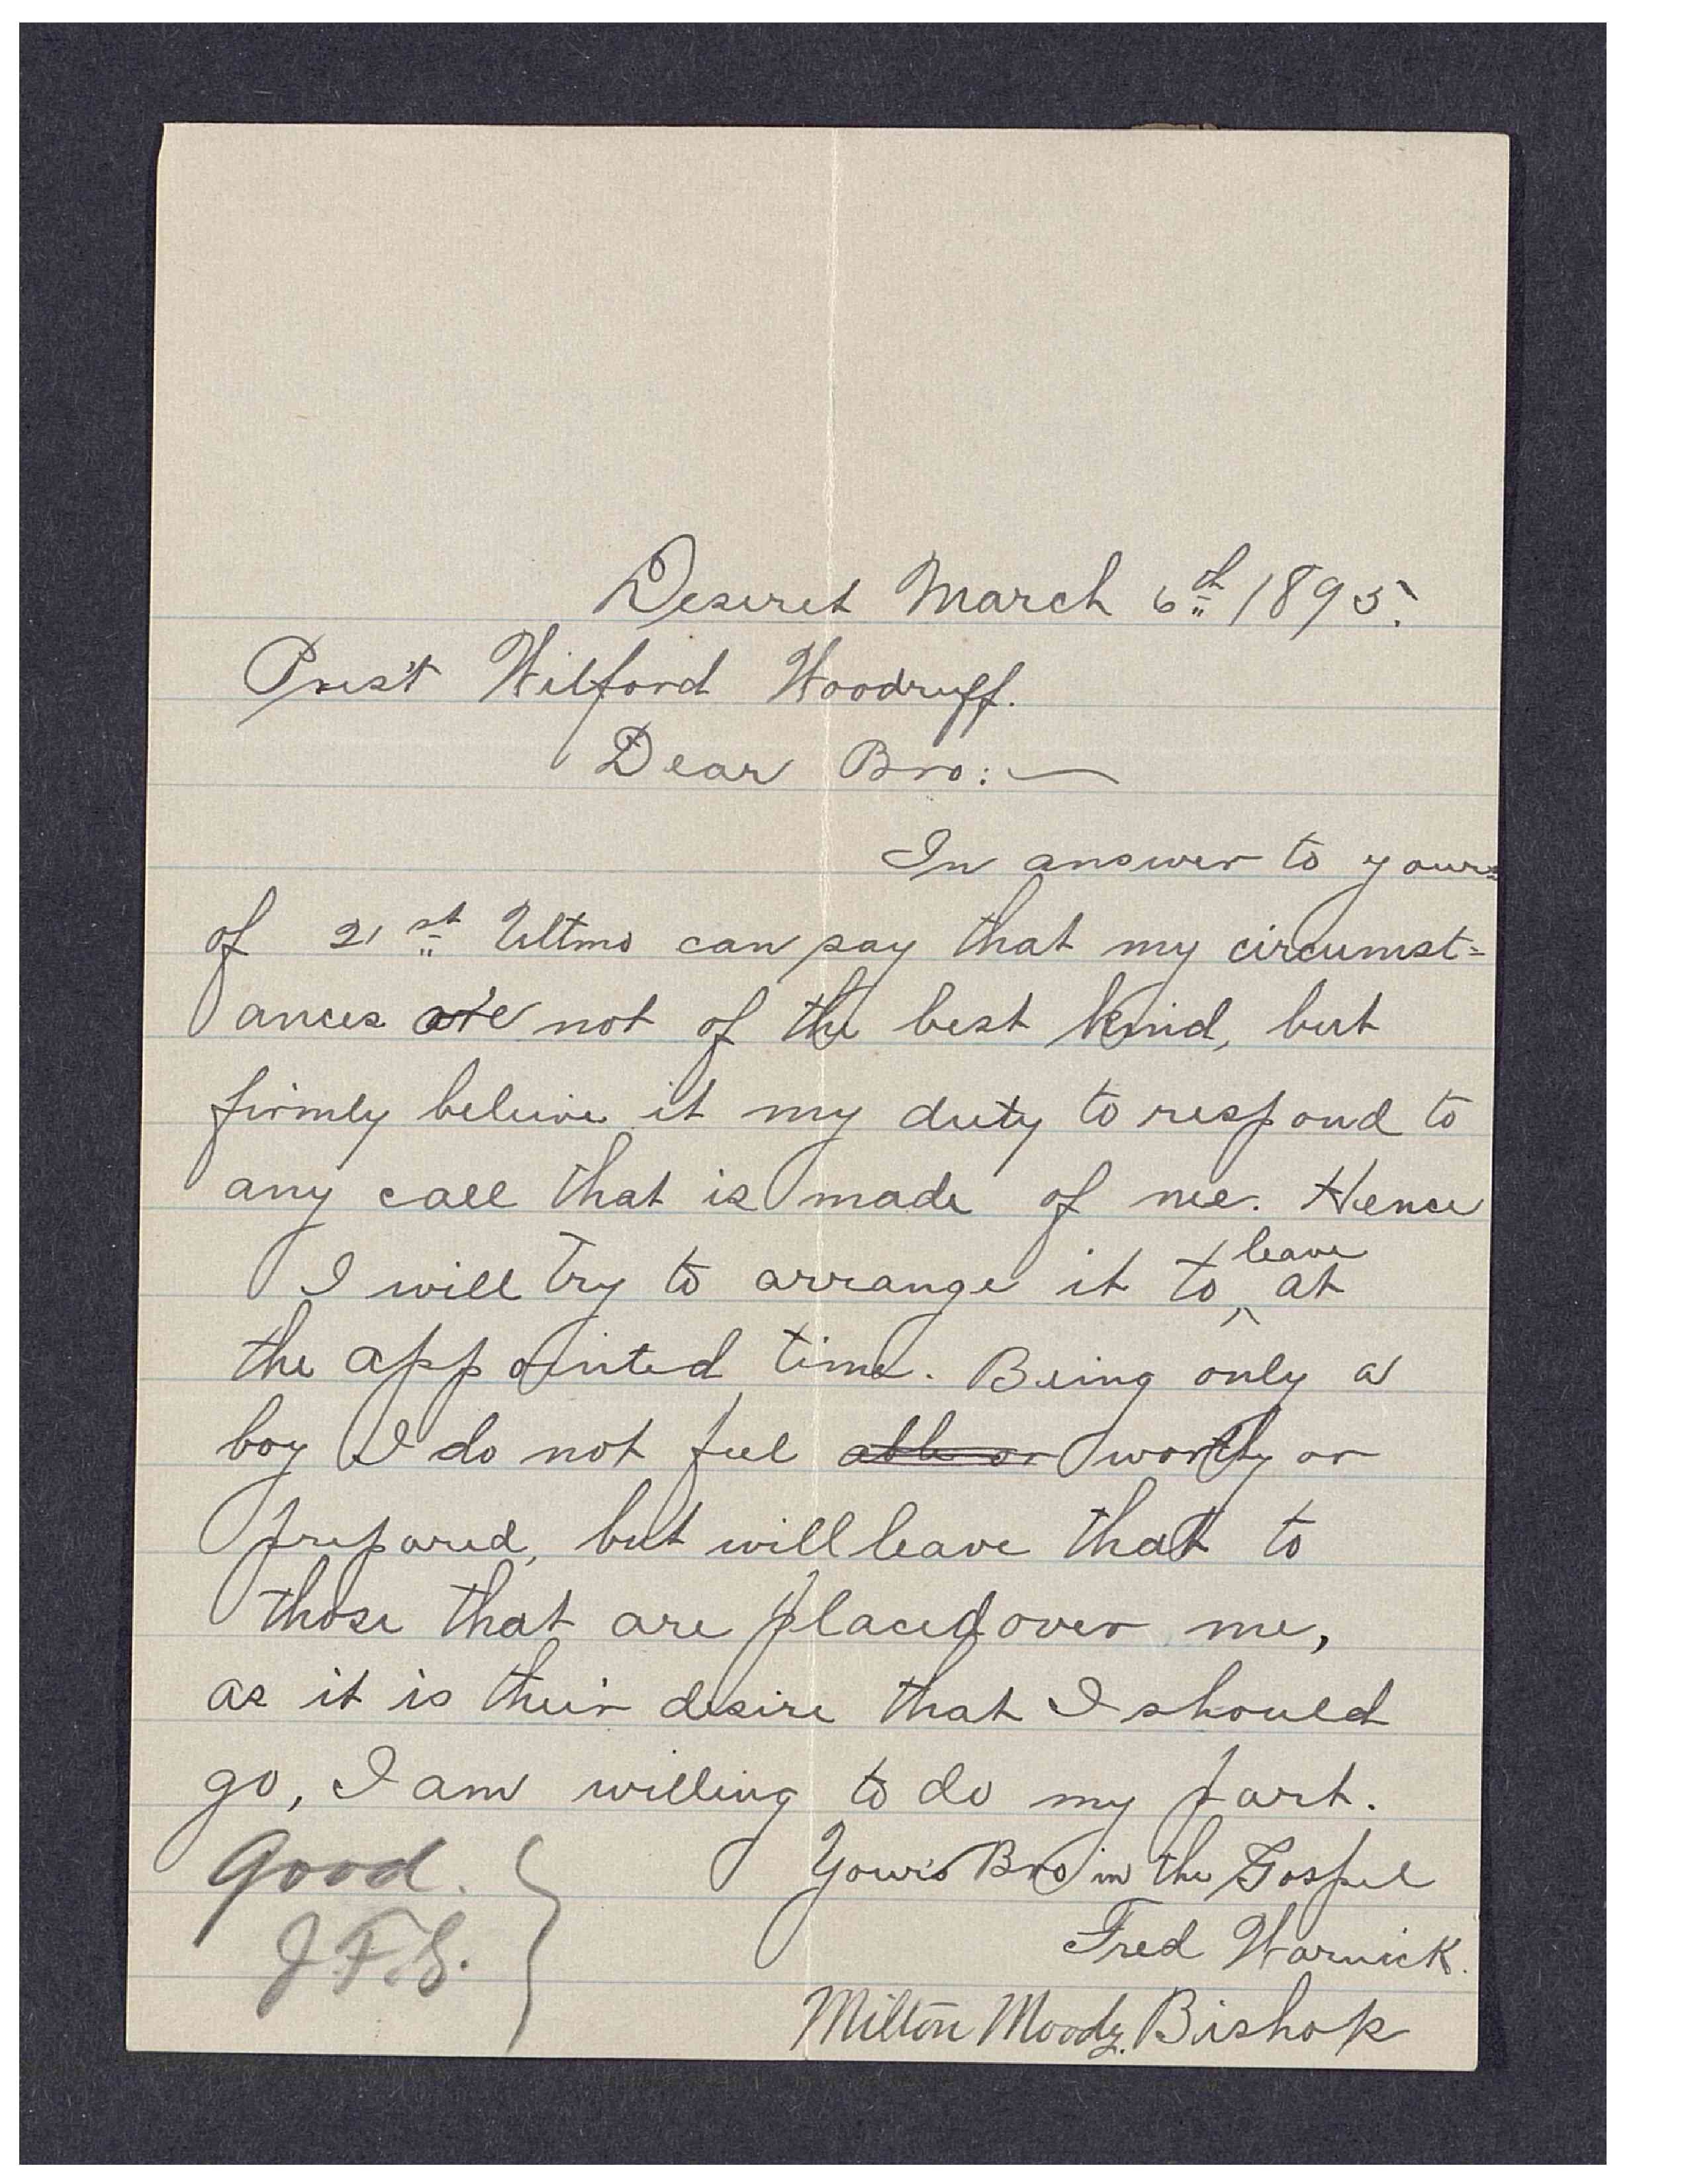 Deseret March 6th 1895.
Pres't Wilford Woodruff.
Dear Bro:—
In answer to yours
of 21st Ultmo can say that my circumst=
ances are not of the best kind, but
firmly beleive it my duty to respond to
any call that is made of me. Hence
I will try to arrange it to leave at
the appointed time. Being only a
boy I do not feel able or worthy or
prepared, but will leave that to
those that are placed over me,
as it is their desire that I should
go, I am willing to do my part.
Your's Bro in the Gospel
Fred Warnick.
Milton Moody. Bishop
Good.
J.F.S.